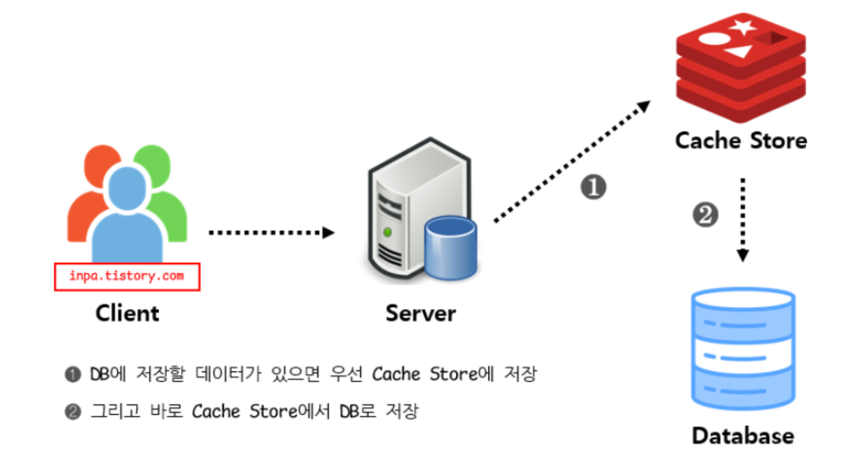 Cache Store
❶
❷
inpa.tistory.com
Client
Server
❶ DB에 저장할 데이터가 있으면 우선 Cache Store에 저장
❷ 그리고 바로 Cache Store에서 DB로 저장
Database